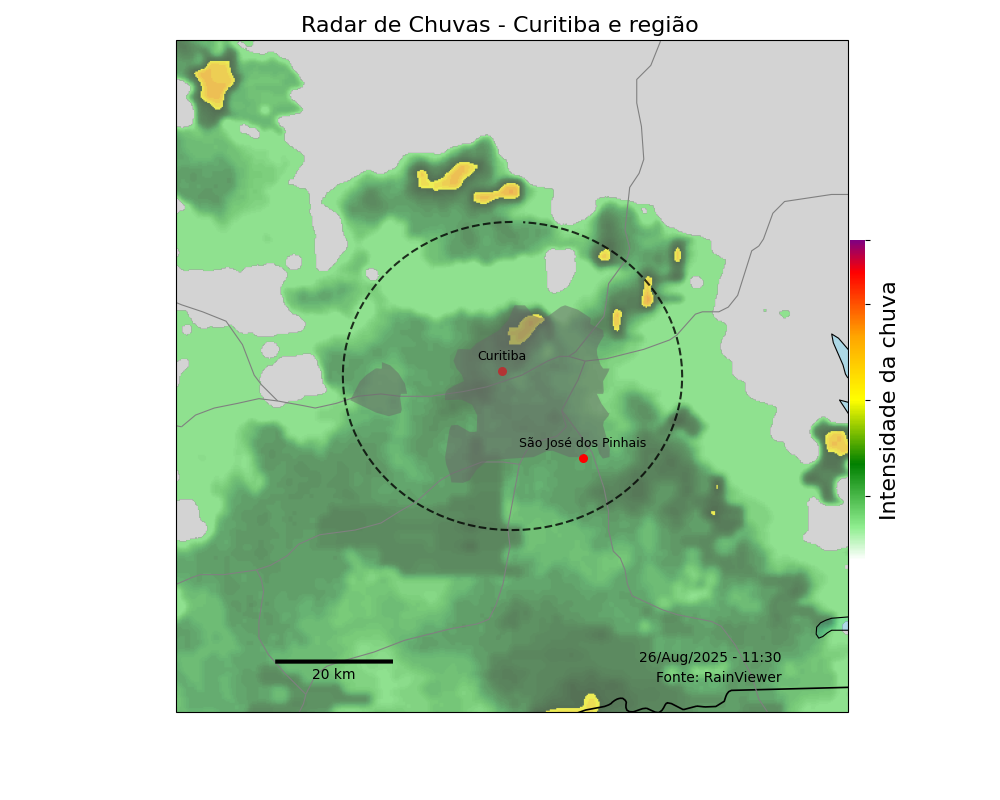 Radar de Chuvas - Curitiba e região
Curitiba
São José dos Pinhais
Intensidade da chuva
26/Aug/2025 - 11:30
20 km
Fonte: RainViewer